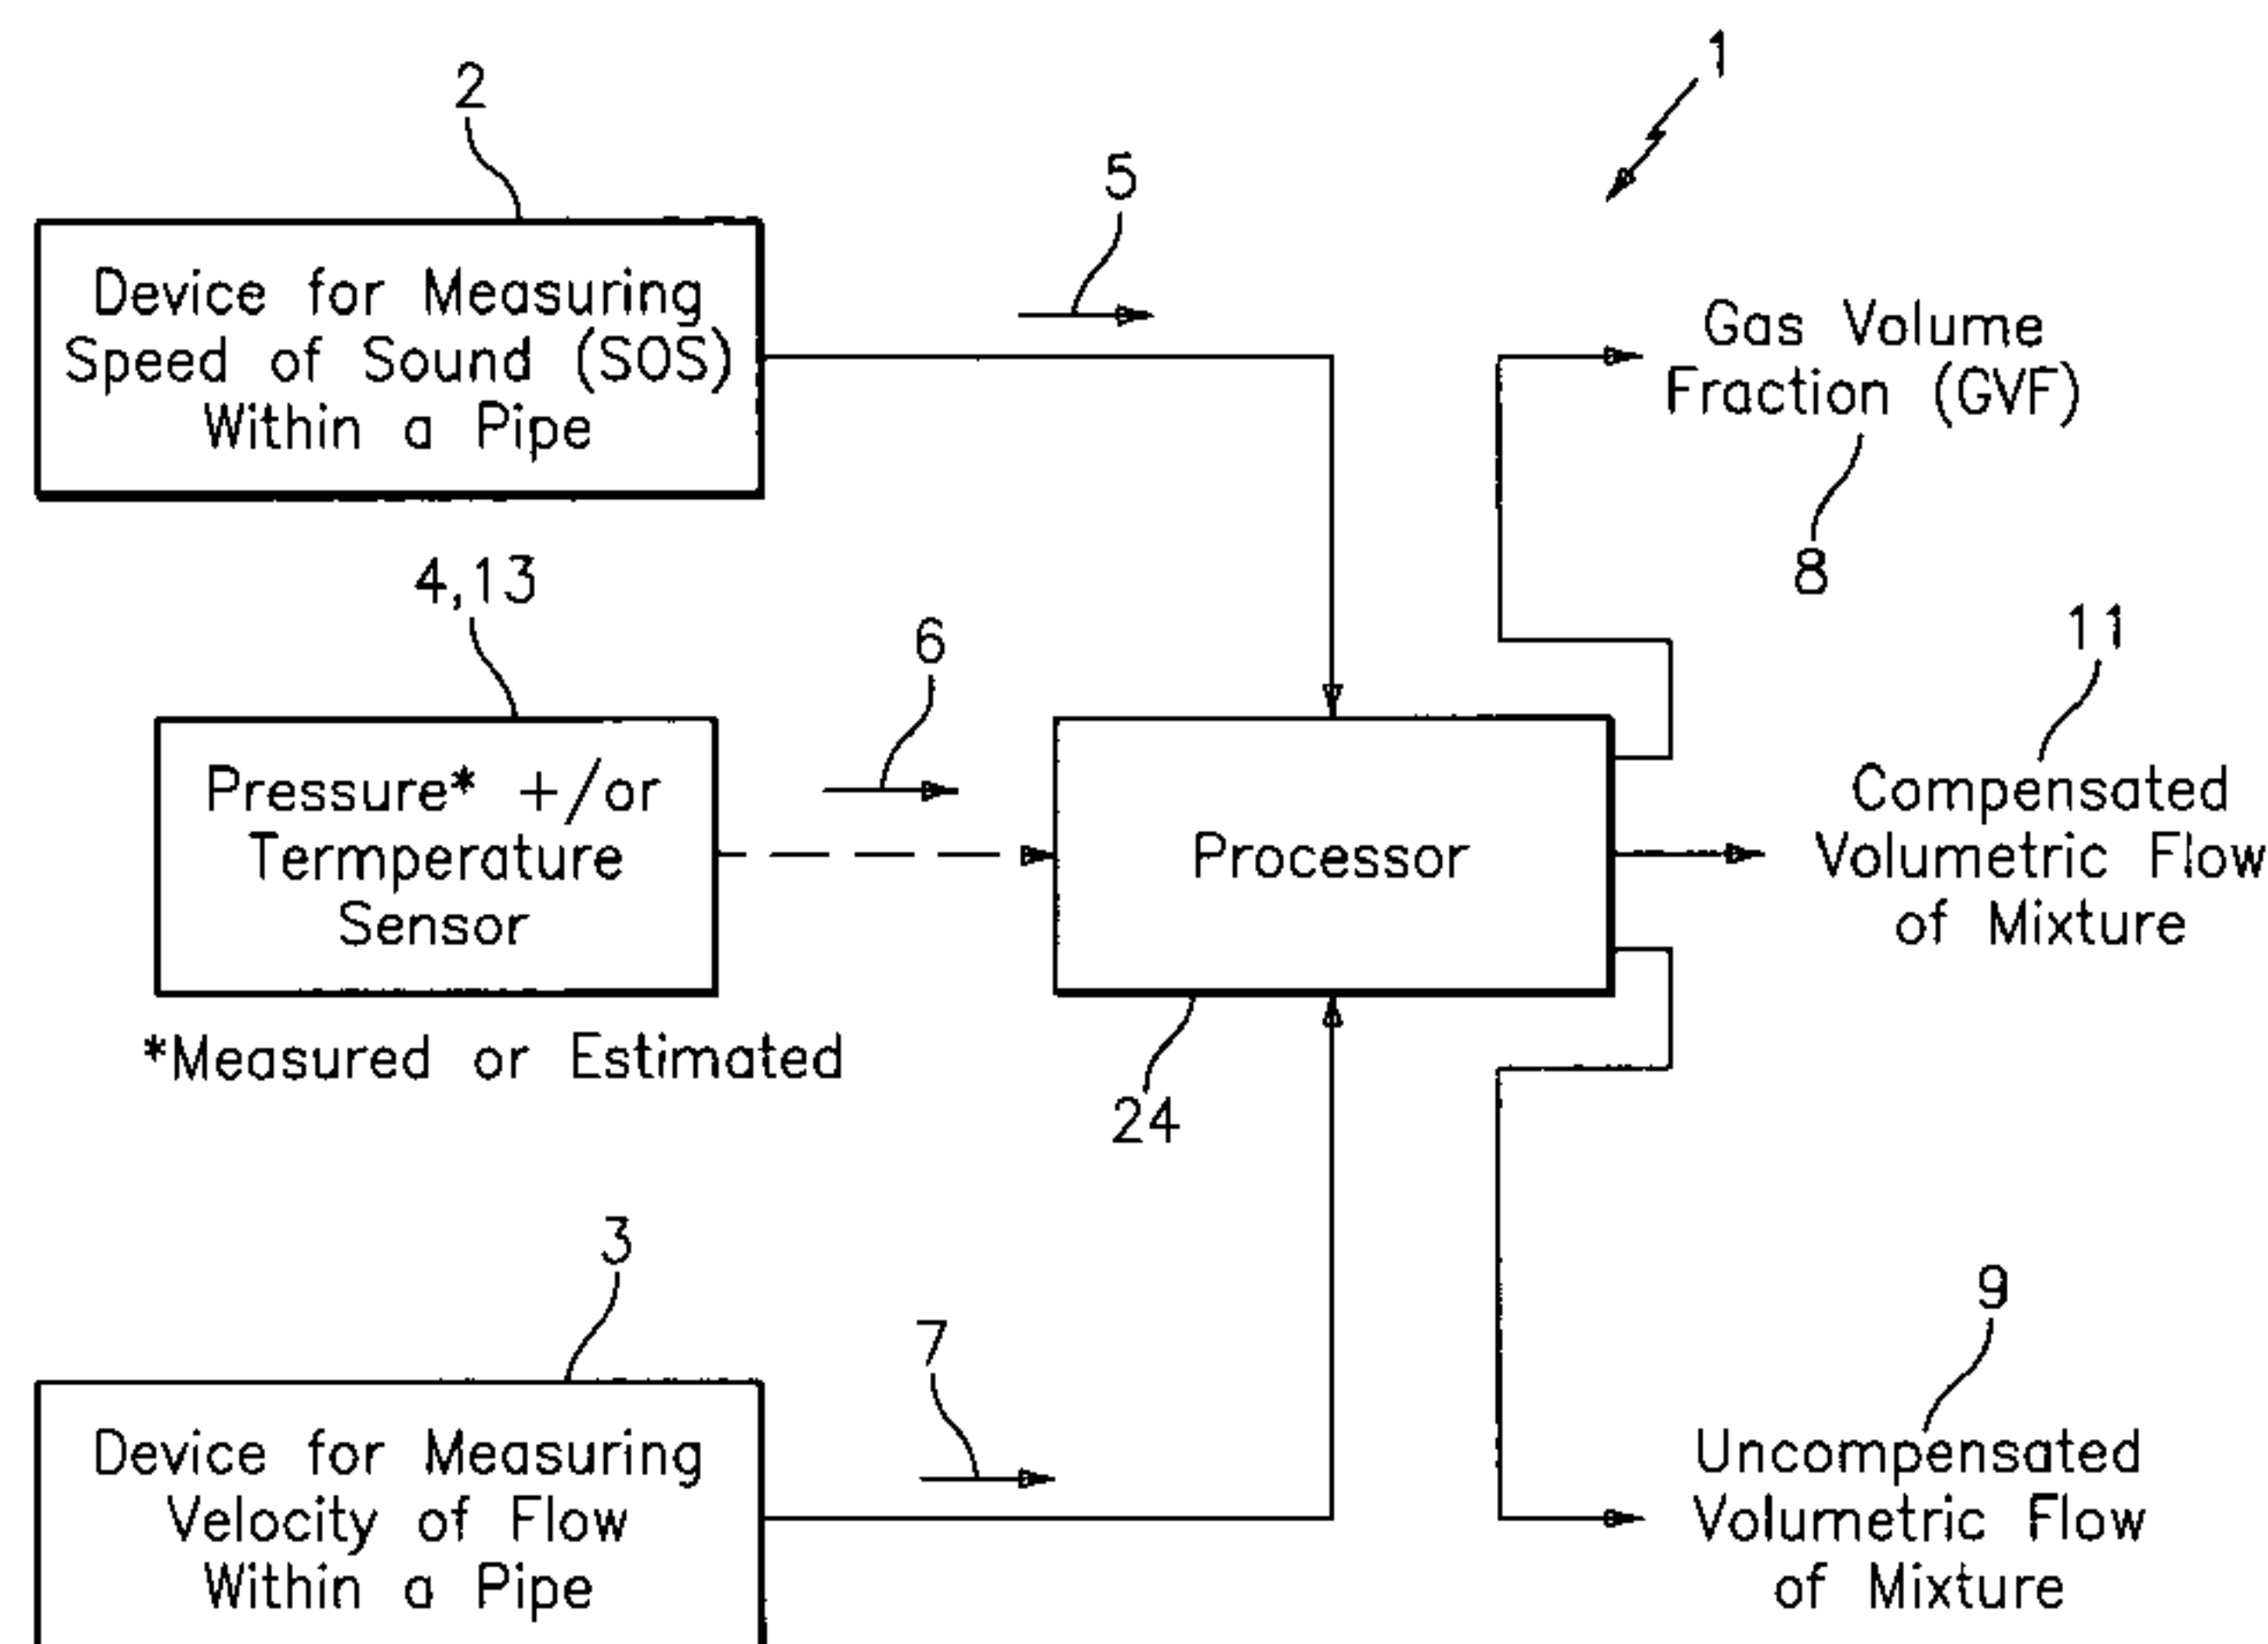 1
2
5
Device for Measuring
Speed of Sound (SOS)
Within a Pipe
Gas Volume
Fraction (GVF)
8
4,13
6
11
Pressure* +/or
Termperature
Sensor
Processor
Compensated
Volumetric Flow
of Mixture
*Measured or Estimated
24
3
7
9
Device for Measuring
Velocity of Flow
Within a Pipe
Uncompensated
Volumetric Flow
of Mixture